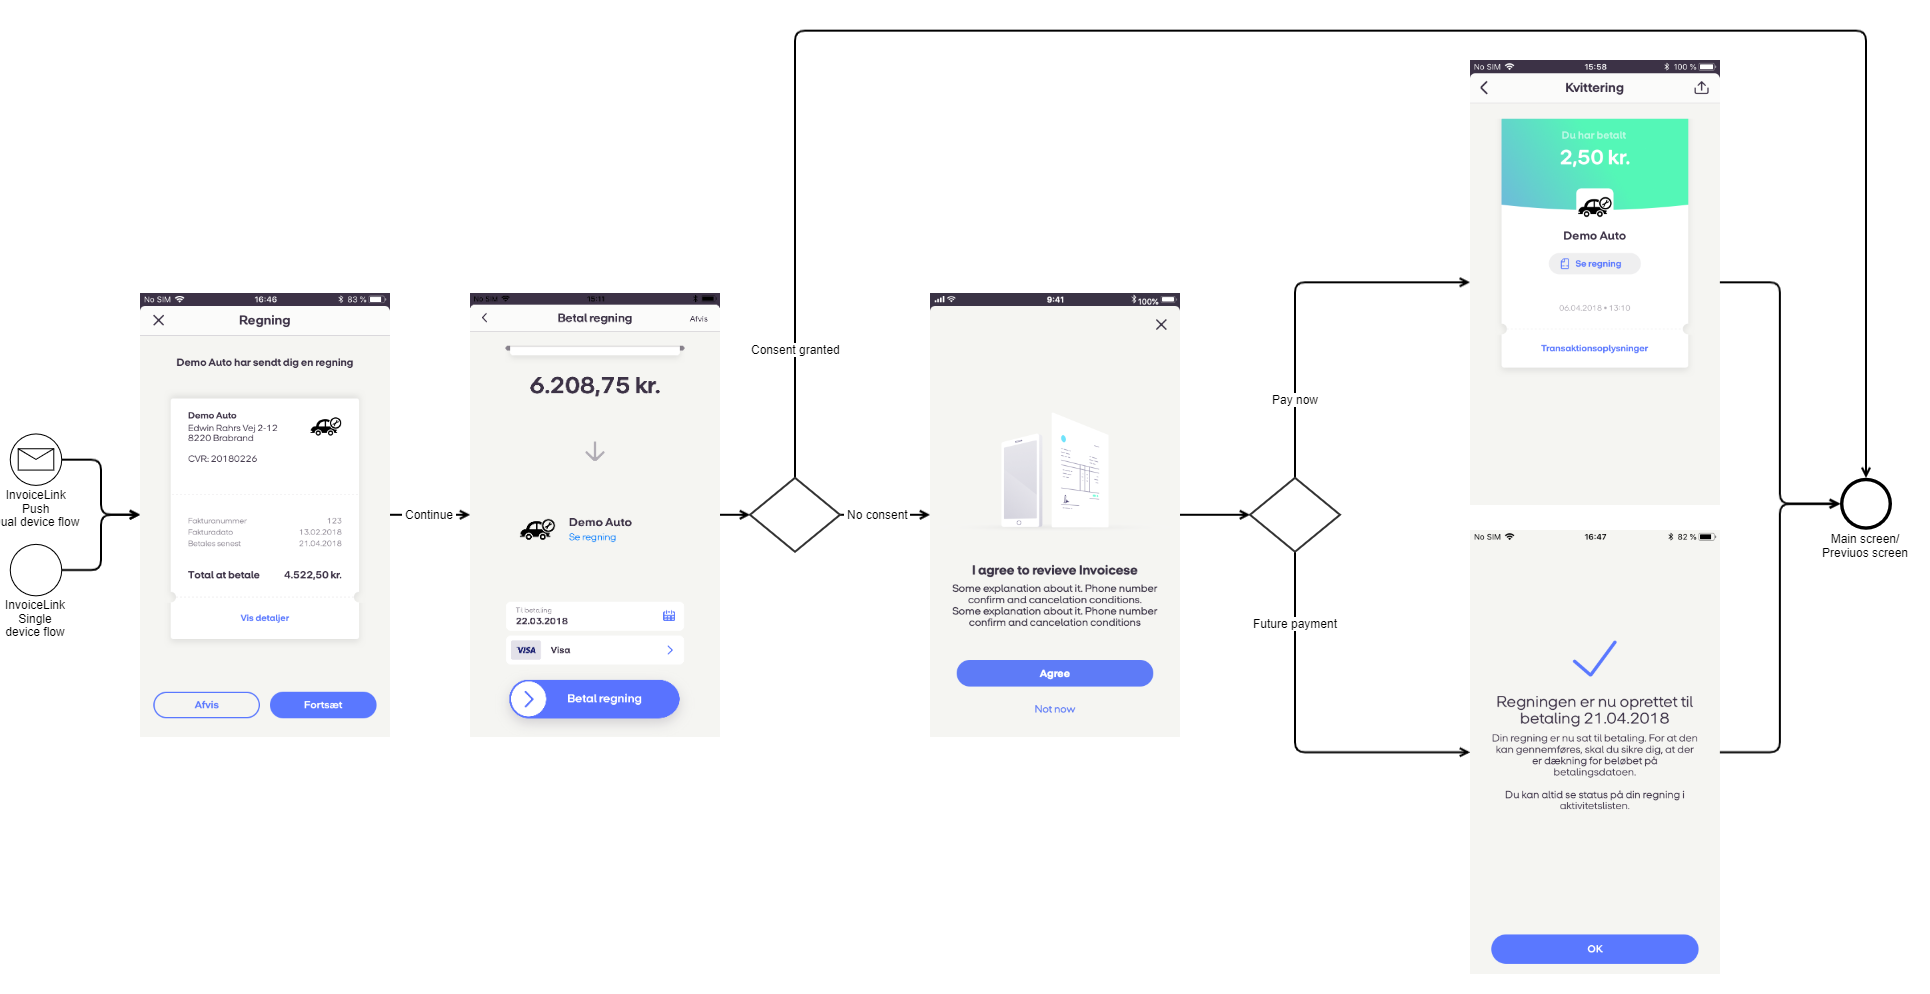 InvoiceLink
Push
ual device flow
InvoiceLink
Single
device flow
No SIM
16:46
83 %
Regning
Demo Auto har sendt dig en regning
Demo Auto
Edwin Rahrs Vej 2-12
8220 Brabrand
CVR: 20180226
Fakturanummer 123
Fakturadato 13.02.2018
Betales senest 21.04.2018
Total at betale 4.522,50 kr.
Vis detaljer
Afvis
Fortsæt
Continue
No SIM
15:11
Betal regning
Afvis
6.208,75 kr.
Demo Auto
Se regning
Til betaling
22.03.2018
VISA Visa
Betal regning
Consent granted
No consent
9:41
100%
I agree to revieve Invoicese
Some explanation about it. Phone number
confirm and cancelation conditions.
Some explanation about it. Phone number
confirm and cancelation conditions
Agree
Not now
Pay now
Future payment
No SIM
15:58
100 %
Kvittering
Du har betalt
2,50 kr.
Demo Auto
Se regning
06.04.2018 • 13:10
Transaktionsoplysninger
No SIM
16:47
82 %
Regningen er nu oprettet til
betaling 21.04.2018
Din regning er nu sat til betaling. For at den
kan gennemføres, skal du sikre dig, at der
er dækning for beløbet på
betalingsdatoen.
Du kan altid se status på din regning i
aktivitetslisten.
OK
Main screen/
Previuos screen